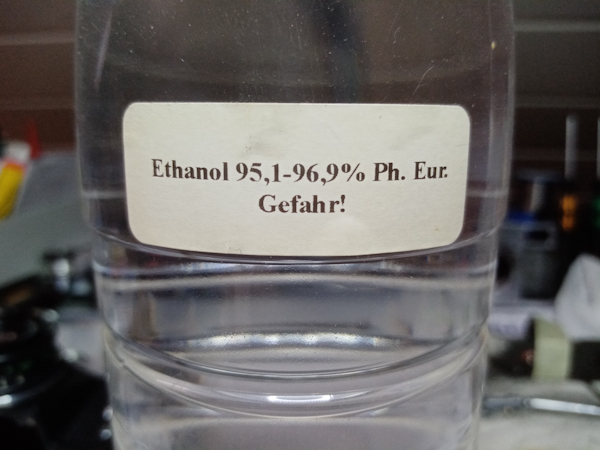 Ethanol 95,1-96,9% Ph. Eur.
Gefahr!